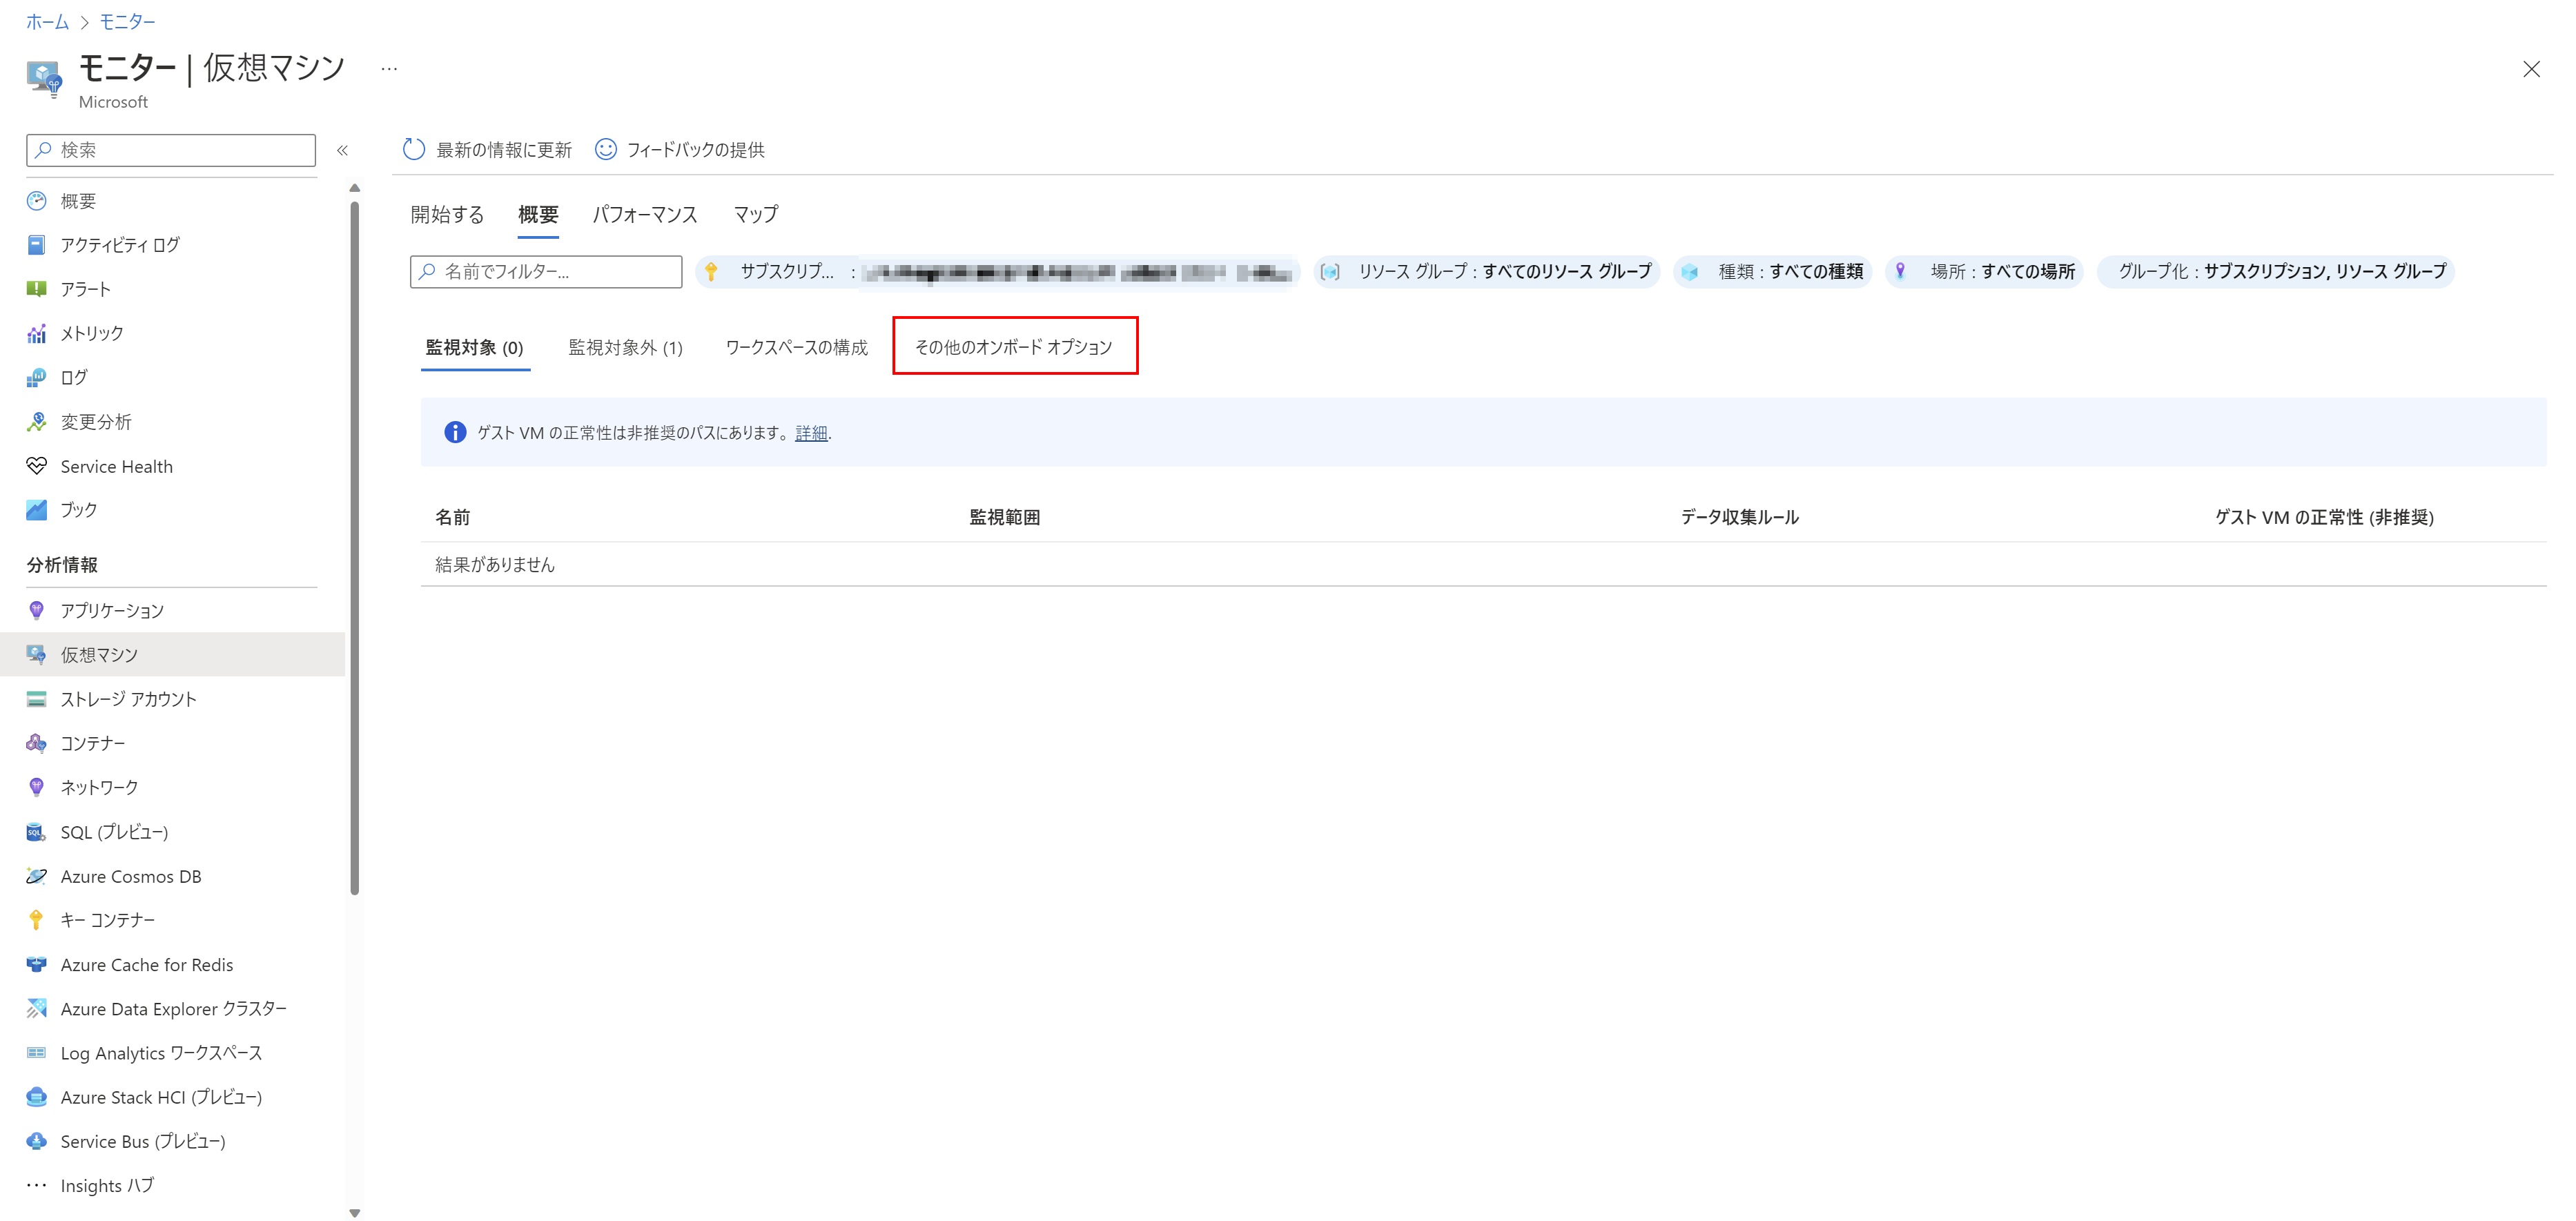 ホーム > モニター
モニター | 仮想マシン ...
Microsoft
検索
«
概要
アクティビティ ログ
アラート
メトリック
ログ
変更分析
Service Health
ブック
分析情報
アプリケーション
仮想マシン
ストレージ アカウント
コンテナー
ネットワーク
SQL (プレビュー)
Azure Cosmos DB
キー コンテナー
Azure Cache for Redis
Azure Data Explorer クラスター
Log Analytics ワークスペース
Azure Stack HCI (プレビュー)
Service Bus (プレビュー)
Insights ハブ
最新の情報に更新 フィードバックの提供
開始する 概要 パフォーマンス マップ
名前でフィルター... サブスクリプ... : リソース グループ : すべてのリソース グループ 種類 : すべての種類 場所 : すべての場所 グループ化 : サブスクリプション, リソース グループ
監視対象 (0) 監視対象外 (1) ワークスペースの構成 その他のオンボード オプション
ゲスト VM の正常性は非推奨のパスにあります。 詳細.
名前 監視範囲 データ収集ルール ゲスト VM の正常性 (非推奨)
結果がありません